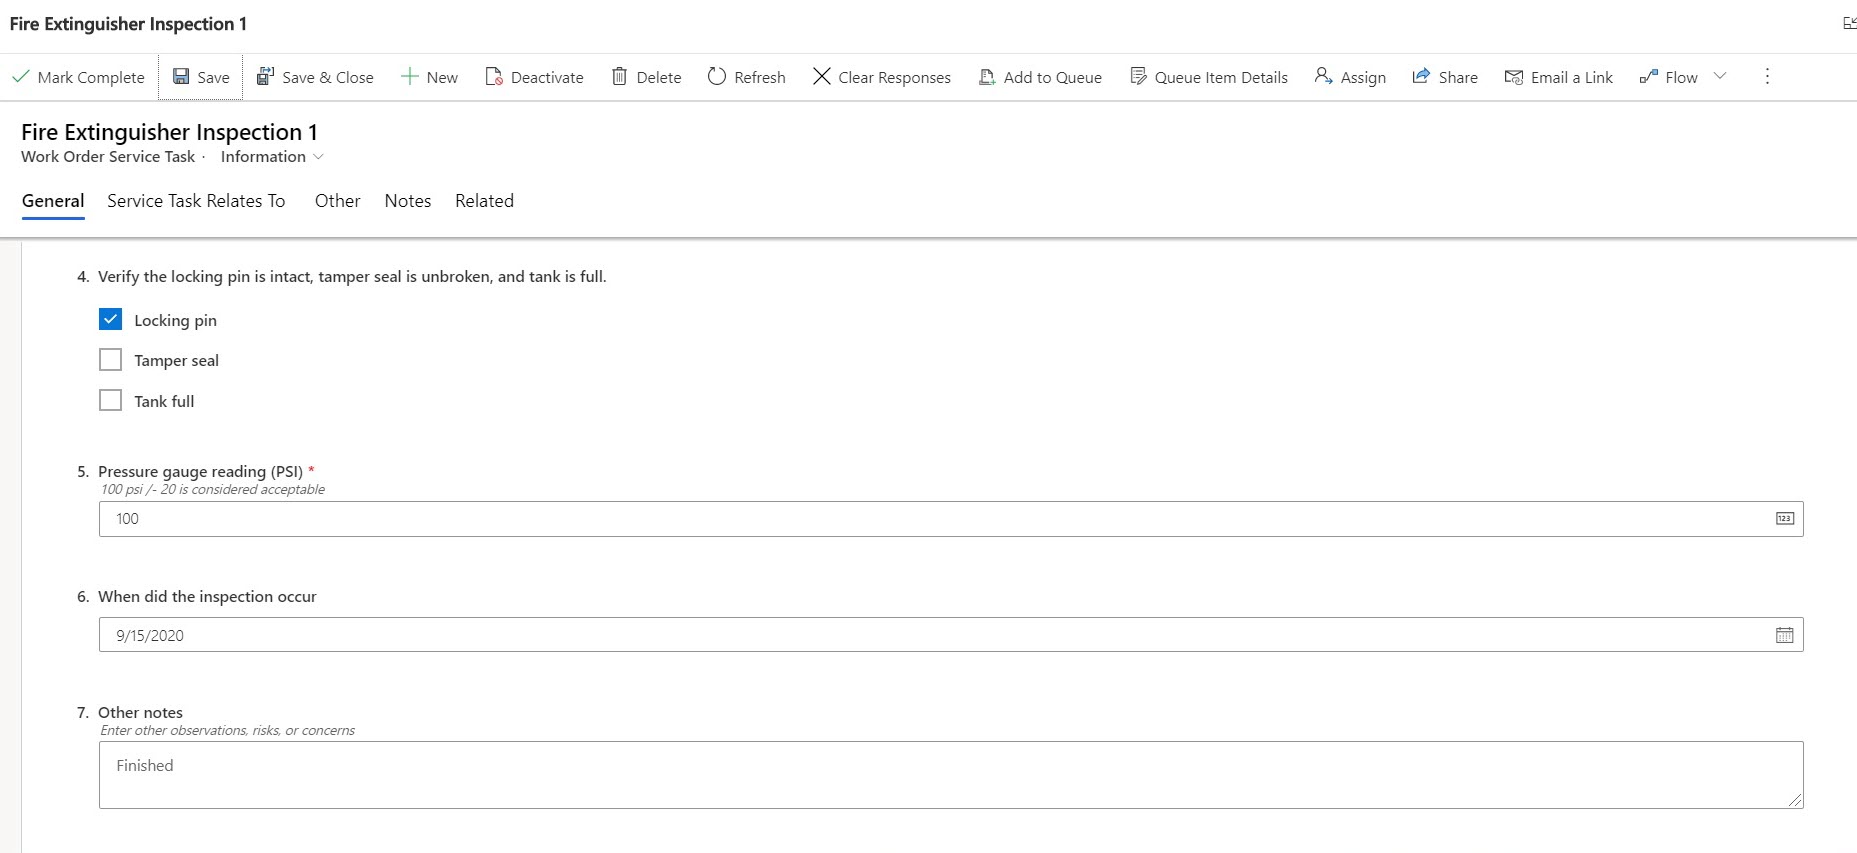 Fire Extinguisher Inspection 1
Mark Complete Save Save & Close New Deactivate Delete Refresh Clear Responses Add to Queue Queue Item Details Assign Share Email a Link Flow
Fire Extinguisher Inspection 1
Work Order Service Task · Information
General Service Task Relates To Other Notes Related
4. Verify the locking pin is intact, tamper seal is unbroken, and tank is full.
Locking pin
Tamper seal
Tank full
5. Pressure gauge reading (PSI) *
100 psi /- 20 is considered acceptable
100 123
6. When did the inspection occur
9/15/2020
7. Other notes
Enter other observations, risks, or concerns
Finished